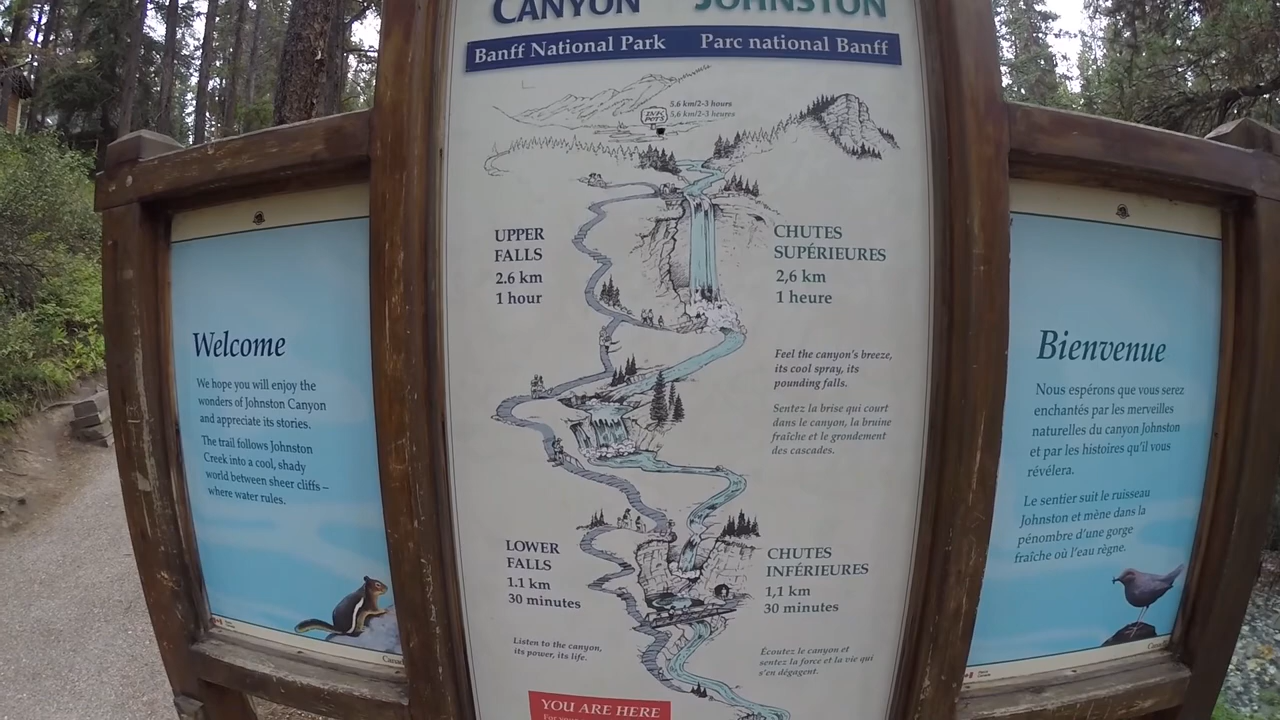 CANYON JOHNSTON
Banff National Park Parc national Banff
5.6 km/2-3 hours
5,6 km/2-3 heures
INK
POTS
UPPER
FALLS
2.6 km
1 hour
CHUTES
SUPÉRIEURES
2,6 km
1 heure
Feel the canyon's breeze,
its cool spray, its
pounding falls.
Sentez la brise qui court
dans le canyon, la bruine
fraîche et le grondement
des cascades.
LOWER
FALLS
1.1 km
30 minutes
CHUTES
INFÉRIEURES
1,1 km
30 minutes
Listen to the canyon,
its power, its life.
Écoutez le canyon et
sentez la force et la vie qui
s'en dégagent.
YOU ARE HERE
Welcome
We hope you will enjoy the
wonders of Johnston Canyon
and appreciate its stories.
The trail follows Johnston
Creek into a cool, shady
world between sheer cliffs –
where water rules.
Bienvenue
Nous espérons que vous serez
enchantés par les merveilles
naturelles du canyon Johnston
et par les histoires qu'il vous
révélera.
Le sentier suit le ruisseau
Johnston et mène dans la
pénombre d'une gorge
fraîche où l'eau règne.